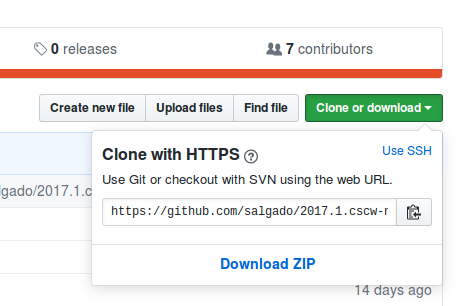 0 releases
7 contributors
Create new file
Upload files
Find file
Clone or download
Clone with HTTPS
Use SSH
Use Git or checkout with SVN using the web URL.
lgado/2017.1.c
https://github.com/salgado/2017.1.cscw-r
Download ZIP
14 days ago